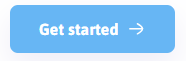 Get started →